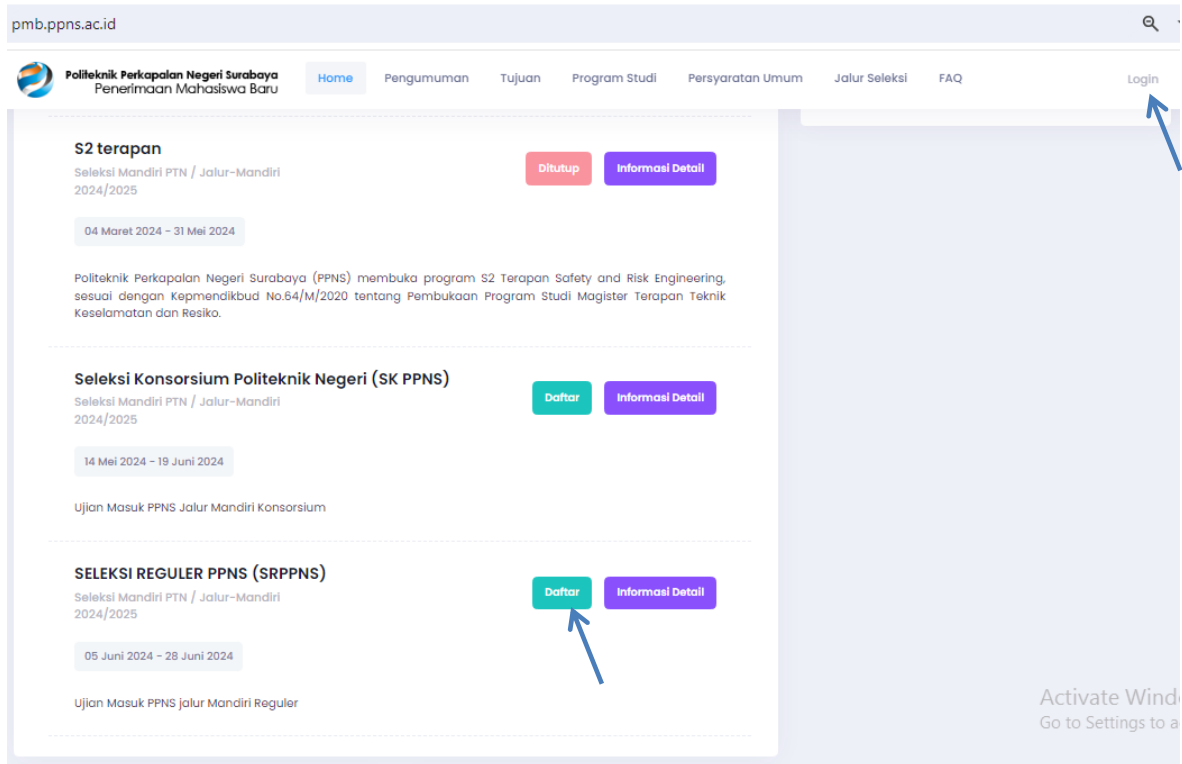 pmb.ppns.ac.id
Politeknik Perkapalan Negeri Surabaya
Penerimaan Mahasiswa Baru
Home Pengumuman Tujuan Program Studi Persyaratan Umum Jalur Seleksi FAQ Login
S2 terapan
Seleksi Mandiri PTN / Jalur-Mandiri
2024/2025
Ditutup Informasi Detail
04 Maret 2024 - 31 Mei 2024
Politeknik Perkapalan Negeri Surabaya (PPNS) membuka program S2 Terapan Safety and Risk Engineering,
sesuai dengan Kepmendikbud No.64/M/2020 tentang Pembukaan Program Studi Magister Terapan Teknik
Keselamatan dan Resiko.
Seleksi Konsorsium Politeknik Negeri (SK PPNS)
Seleksi Mandiri PTN / Jalur-Mandiri
2024/2025
Daftar Informasi Detail
14 Mei 2024 - 19 Juni 2024
Ujian Masuk PPNS Jalur Mandiri Konsorsium
SELEKSI REGULER PPNS (SRPPNS)
Seleksi Mandiri PTN / Jalur-Mandiri
2024/2025
Daftar Informasi Detail
05 Juni 2024 - 28 Juni 2024
Ujian Masuk PPNS jalur Mandiri Reguler
Activate Wind
Go to Settings to a